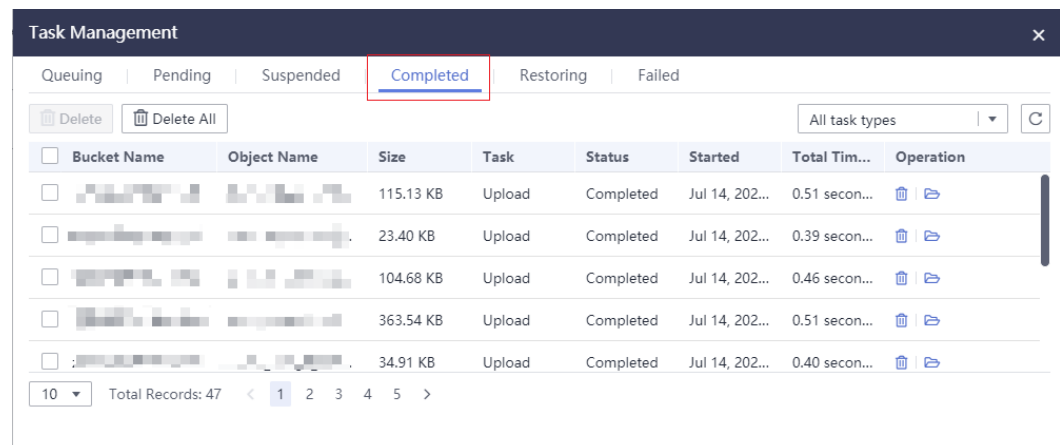 Task Management
Queuing Pending Suspended Completed Restoring Failed
Delete Delete All All task types
Bucket Name Object Name Size Task Status Started Total Tim... Operation
115.13 KB Upload Completed Jul 14, 202... 0.51 secon...
23.40 KB Upload Completed Jul 14, 202... 0.39 secon...
104.68 KB Upload Completed Jul 14, 202... 0.46 secon...
363.54 KB Upload Completed Jul 14, 202... 0.51 secon...
34.91 KB Upload Completed Jul 14, 202... 0.40 secon...
10 Total Records: 47 < 1 2 3 4 5 >